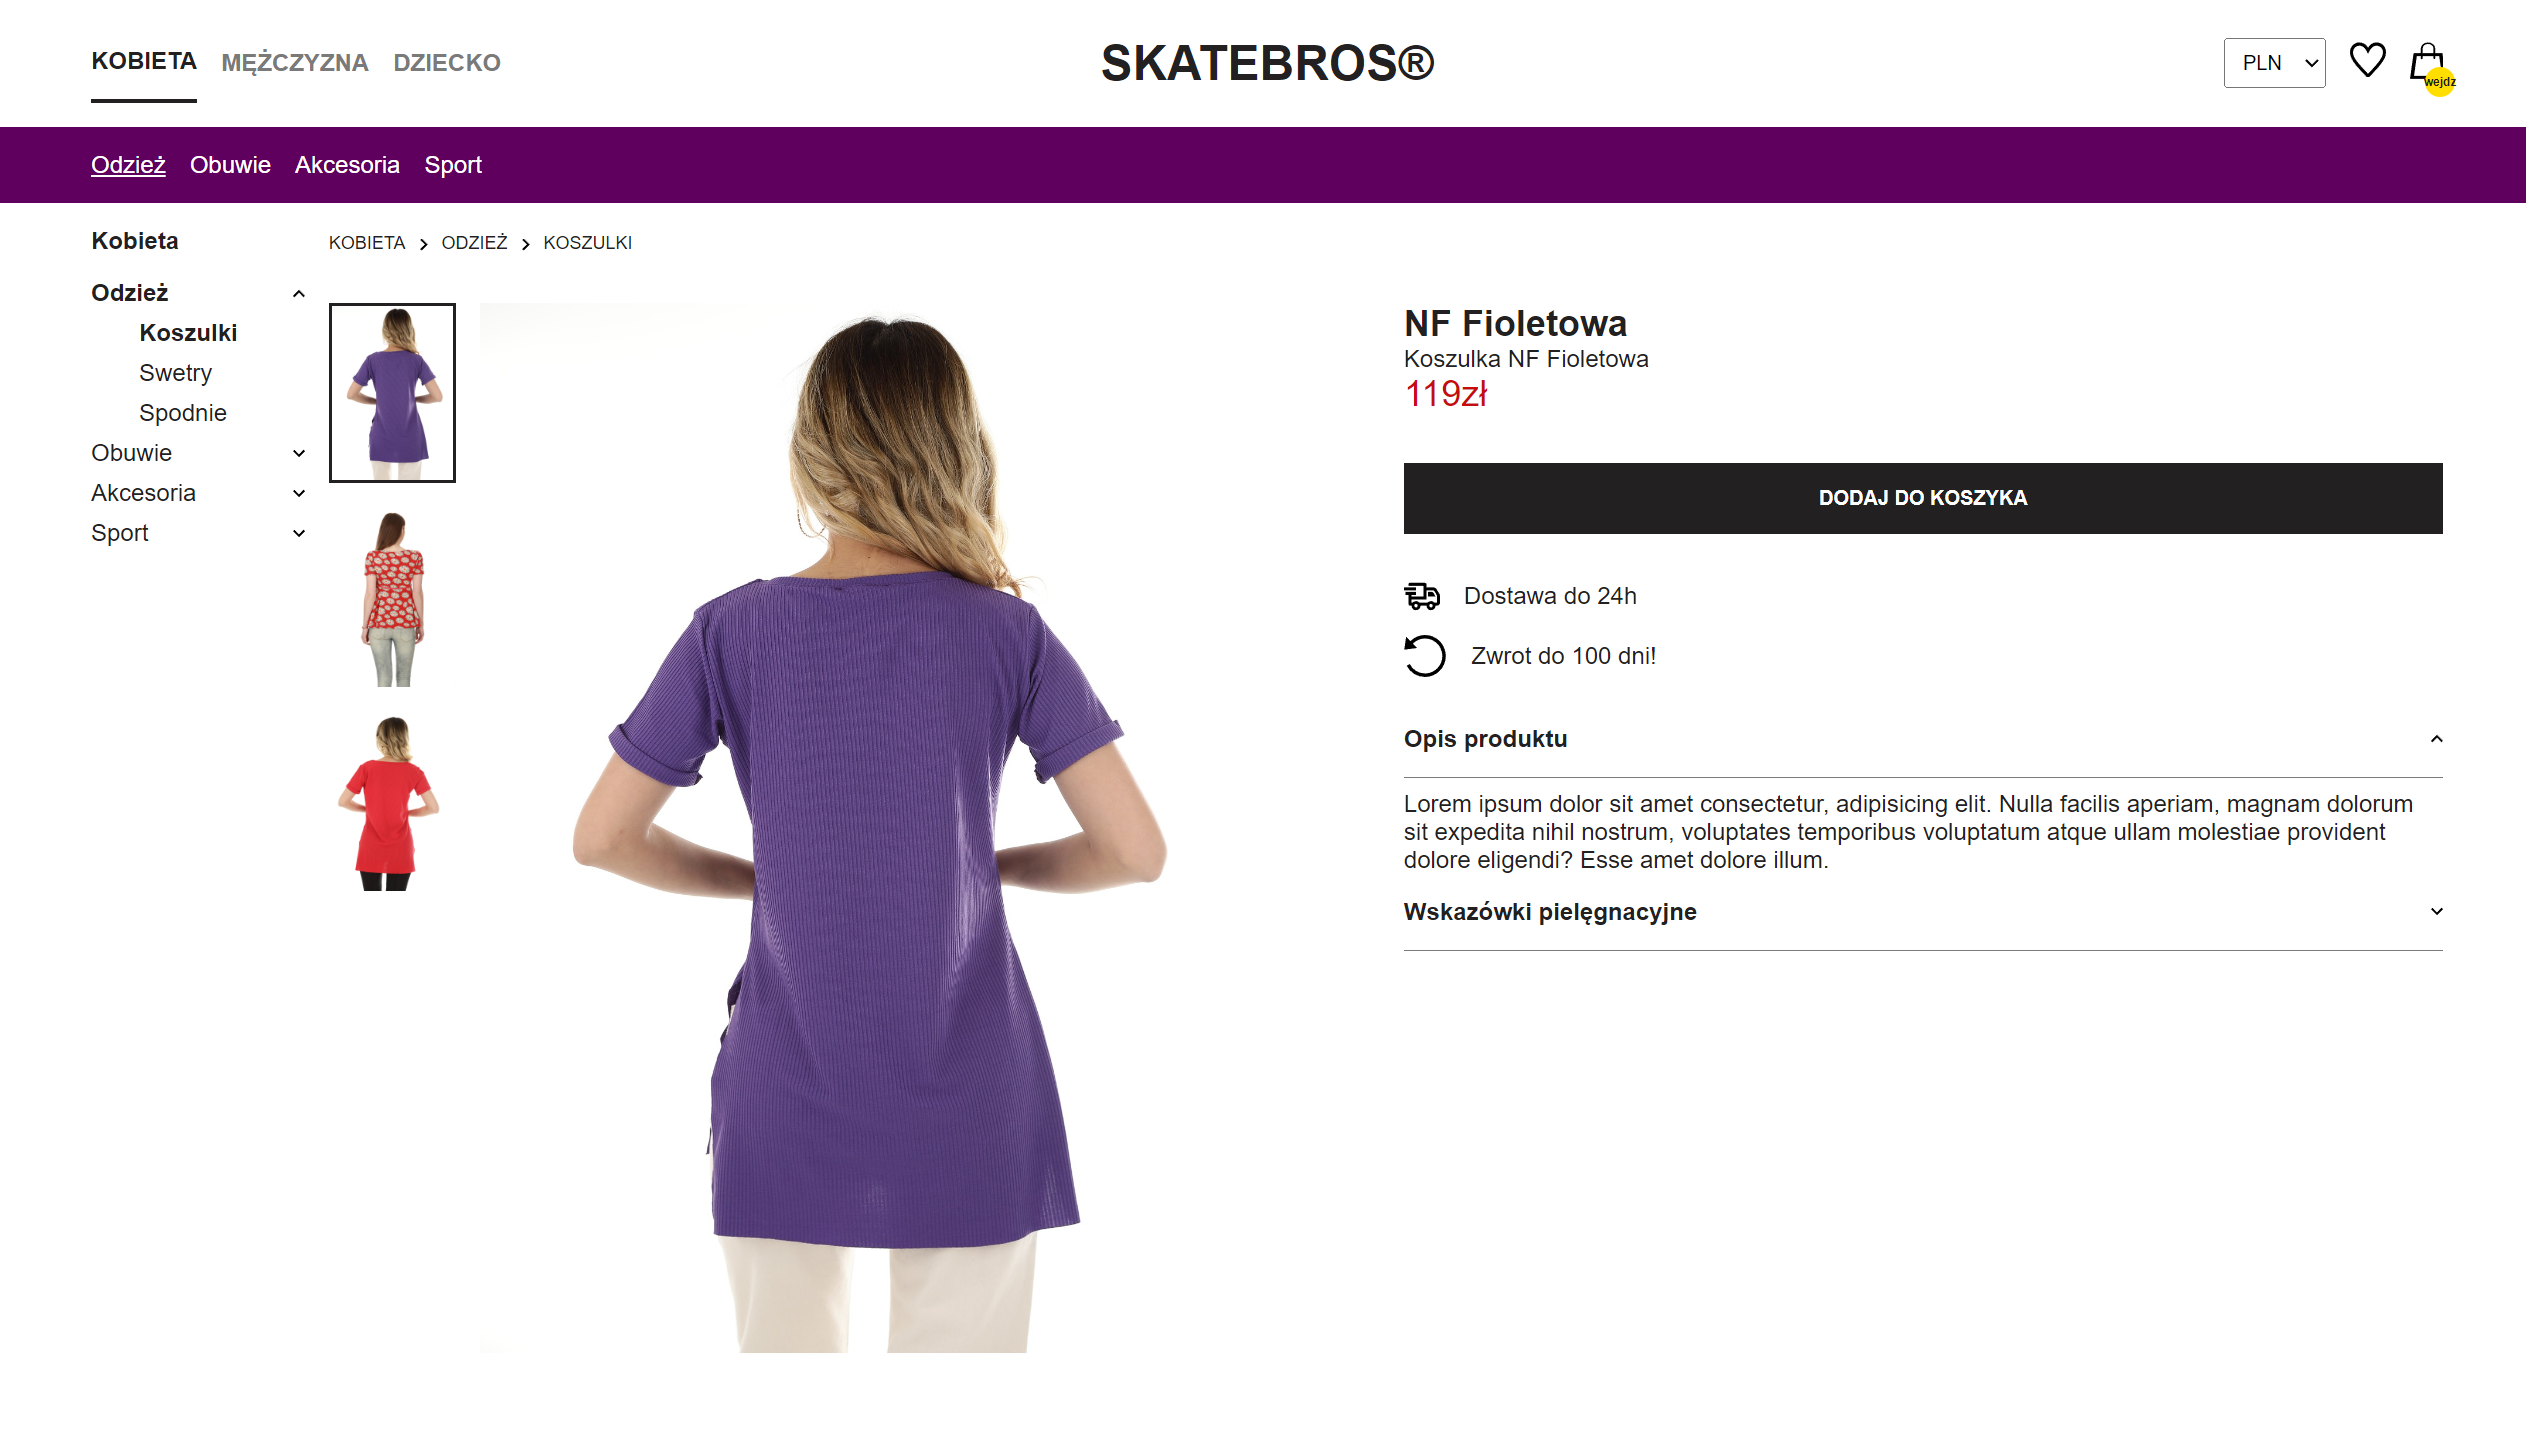 KOBIETA MĘŻCZYZNA DZIECKO
SKATEBROS®
PLN
wejdz
Odzież Obuwie Akcesoria Sport
Kobieta
Odzież
Koszulki
Swetry
Spodnie
Obuwie
Akcesoria
Sport
KOBIETA ODZIEŻ KOSZULKI
NF Fioletowa
Koszulka NF Fioletowa
119zł
DODAJ DO KOSZYKA
Dostawa do 24h
Zwrot do 100 dni!
Opis produktu
Lorem ipsum dolor sit amet consectetur, adipisicing elit. Nulla facilis aperiam, magnam dolorum
sit expedita nihil nostrum, voluptates temporibus voluptatum atque ullam molestiae provident
dolore eligendi? Esse amet dolore illum.
Wskazówki pielęgnacyjne